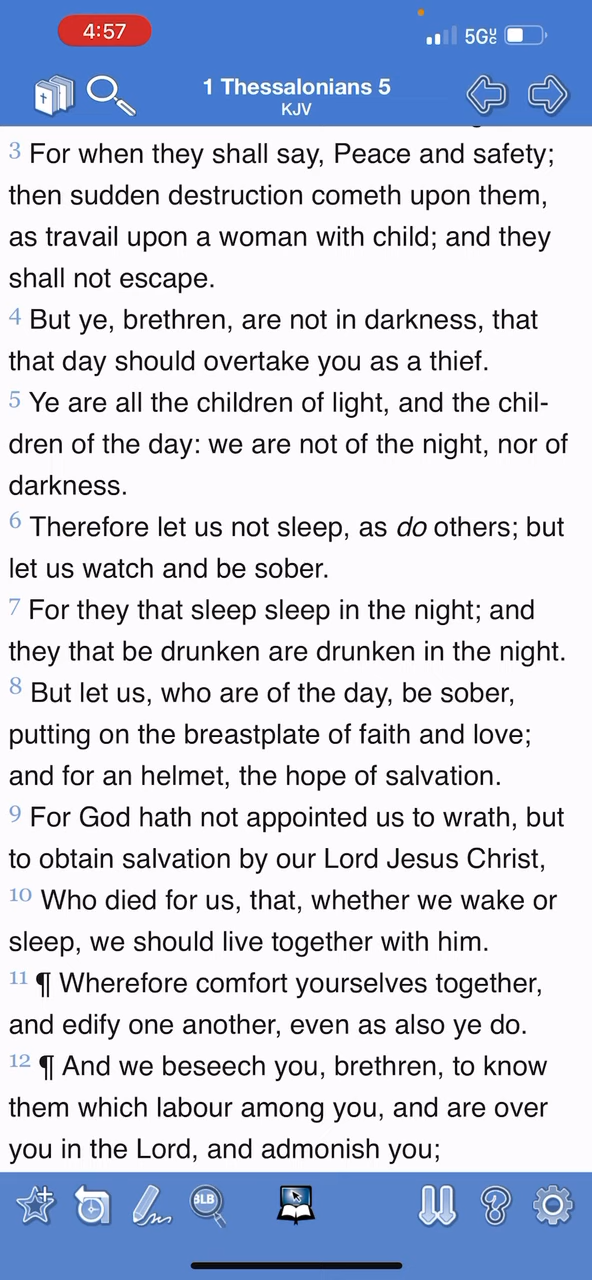 4:57
5G UC
1 Thessalonians 5
KJV
3 For when they shall say, Peace and safety;
then sudden destruction cometh upon them,
as travail upon a woman with child; and they
shall not escape.
4 But ye, brethren, are not in darkness, that
that day should overtake you as a thief.
5 Ye are all the children of light, and the chil-
dren of the day: we are not of the night, nor of
darkness.
6 Therefore let us not sleep, as do others; but
let us watch and be sober.
7 For they that sleep sleep in the night; and
they that be drunken are drunken in the night.
8 But let us, who are of the day, be sober,
putting on the breastplate of faith and love;
and for an helmet, the hope of salvation.
9 For God hath not appointed us to wrath, but
to obtain salvation by our Lord Jesus Christ,
10 Who died for us, that, whether we wake or
sleep, we should live together with him.
11 ¶ Wherefore comfort yourselves together,
and edify one another, even as also ye do.
12 ¶ And we beseech you, brethren, to know
them which labour among you, and are over
you in the Lord, and admonish you;
BLB